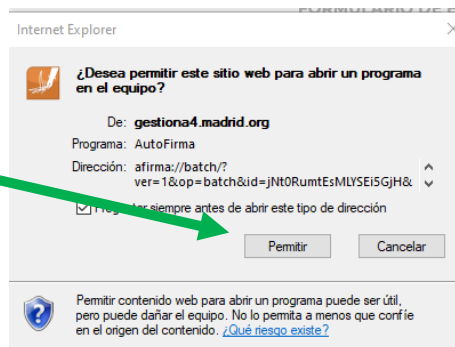 FORMULARIO DE
Internet Explorer
¿Desea permitir este sitio web para abrir un programa
en el equipo?
De: gestiona4.madrid.org
Programa: AutoFirma
Dirección: afirma://batch/?
ver=1&op=batch&id=jNt0RumtEsMLYSEi5GjH&
siempre antes de abrir este tipo de dirección
Permitir Cancelar
Permitir contenido web para abrir un programa puede ser útil,
pero puede dañar el equipo. No lo permita a menos que confíe
en el origen del contenido. ¿Qué riesgo existe?